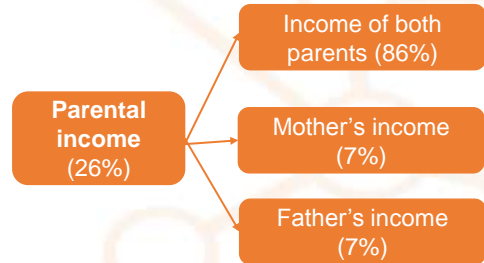 Income of both
parents (86%)
Parental
income
(26%)
Mother's income
(7%)
Father's income
(7%)